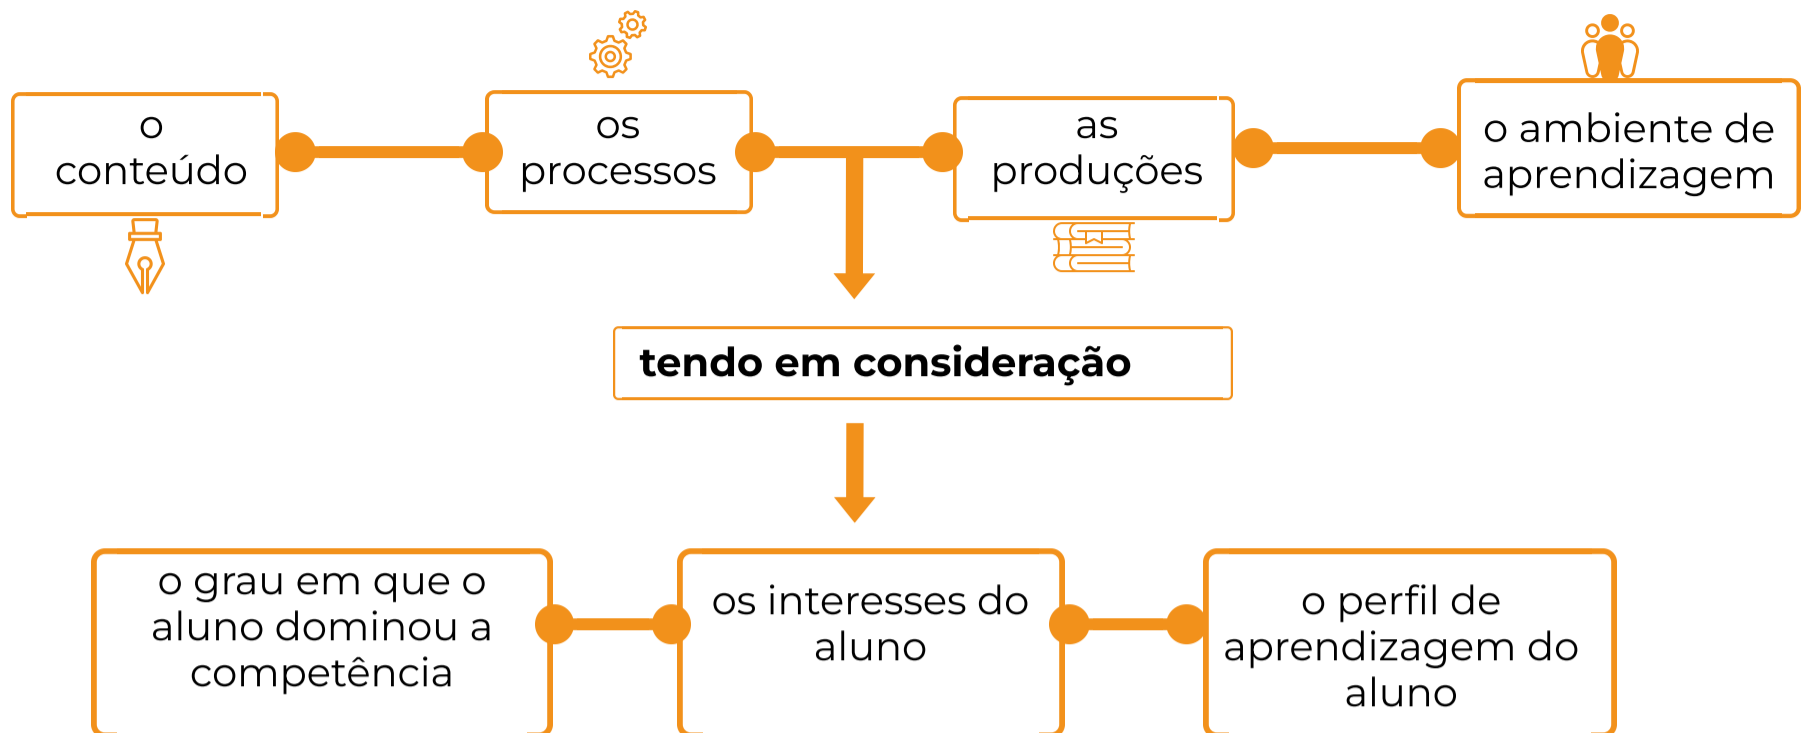 o
conteúdo
os
processos
as
produções
o ambiente de
aprendizagem
tendo em consideração
o grau em que o
aluno dominou a
competência
os interesses do
aluno
o perfil de
aprendizagem do
aluno